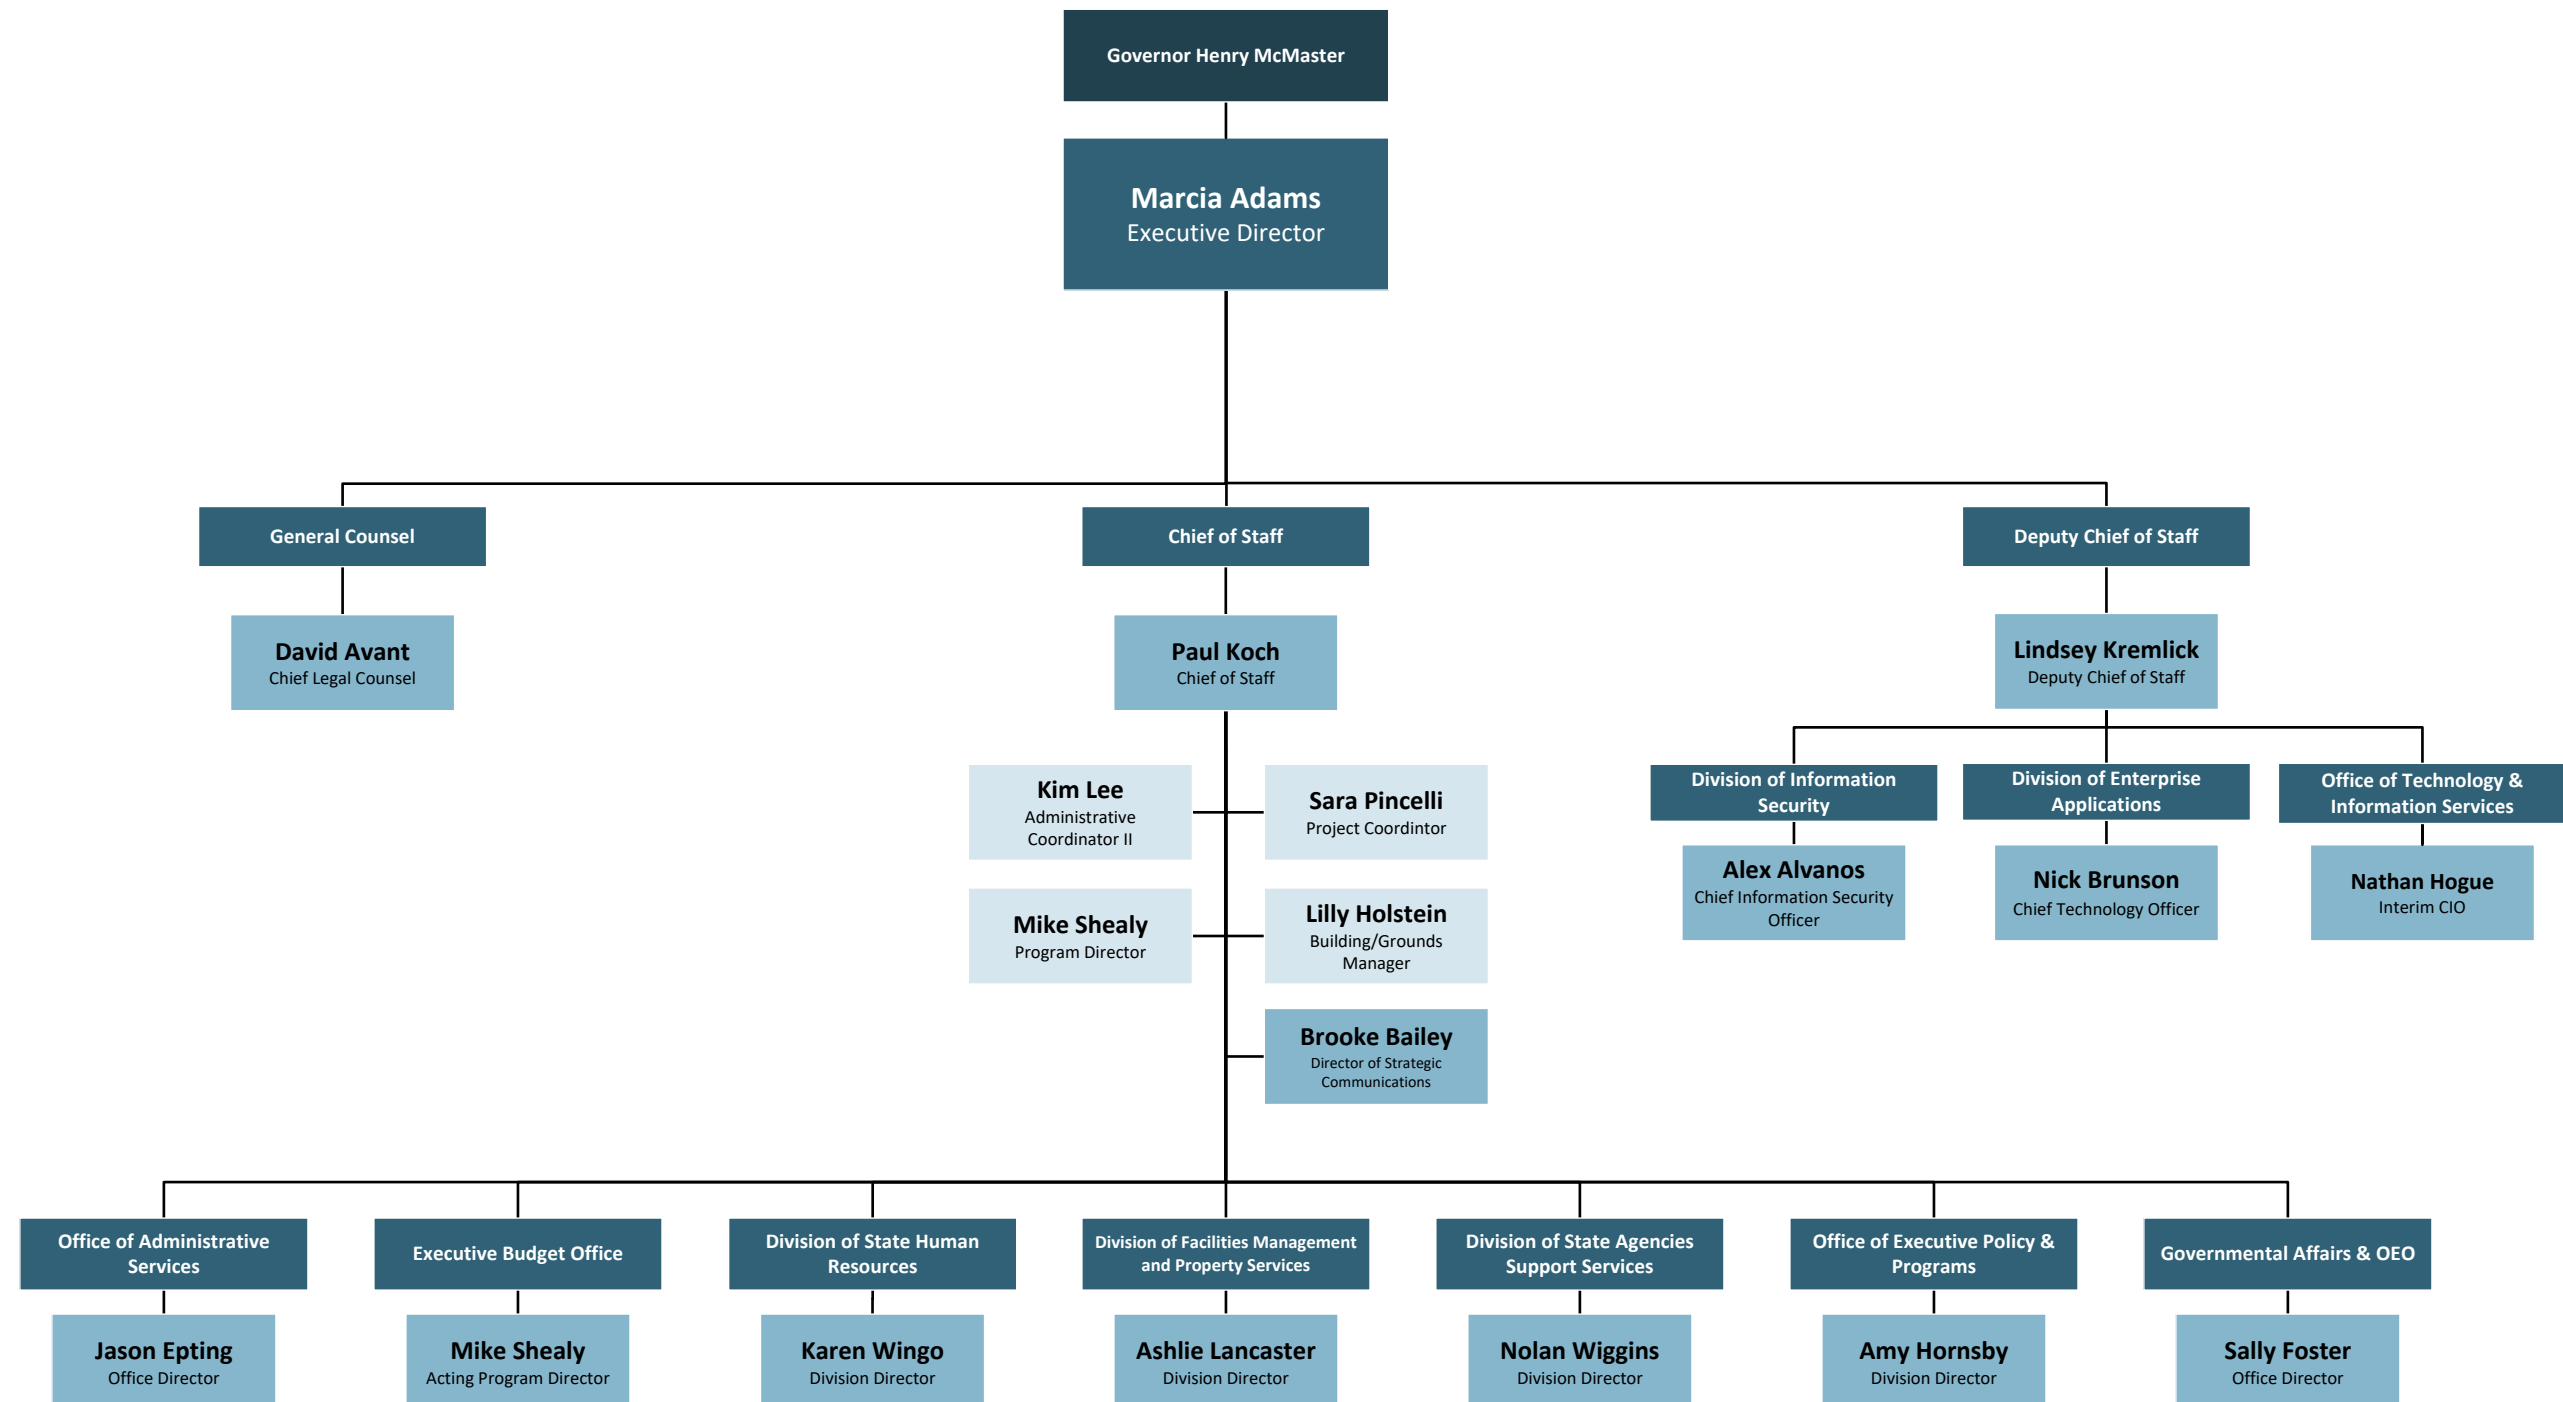 Governor Henry McMaster
Marcia Adams
Executive Director
General Counsel
Chief of Staff
Deputy Chief of Staff
David Avant
Chief Legal Counsel
Paul Koch
Chief of Staff
Lindsey Kremlick
Deputy Chief of Staff
Kim Lee
Administrative
Coordinator II
Sara Pincelli
Project Coordintor
Division of Information
Security
Division of Enterprise
Applications
Office of Technology &
Information Services
Alex Alvanos
Chief Information Security
Officer
Nick Brunson
Chief Technology Officer
Nathan Hogue
Interim CIO
Mike Shealy
Program Director
Lilly Holstein
Building/Grounds
Manager
Brooke Bailey
Director of Strategic
Communications
Office of Administrative
Services
Executive Budget Office
Division of State Human
Resources
Division of Facilities Management
and Property Services
Division of State Agencies
Support Services
Office of Executive Policy &
Programs
Governmental Affairs & OEO
Jason Epting
Office Director
Mike Shealy
Acting Program Director
Karen Wingo
Division Director
Ashlie Lancaster
Division Director
Nolan Wiggins
Division Director
Amy Hornsby
Division Director
Sally Foster
Office Director